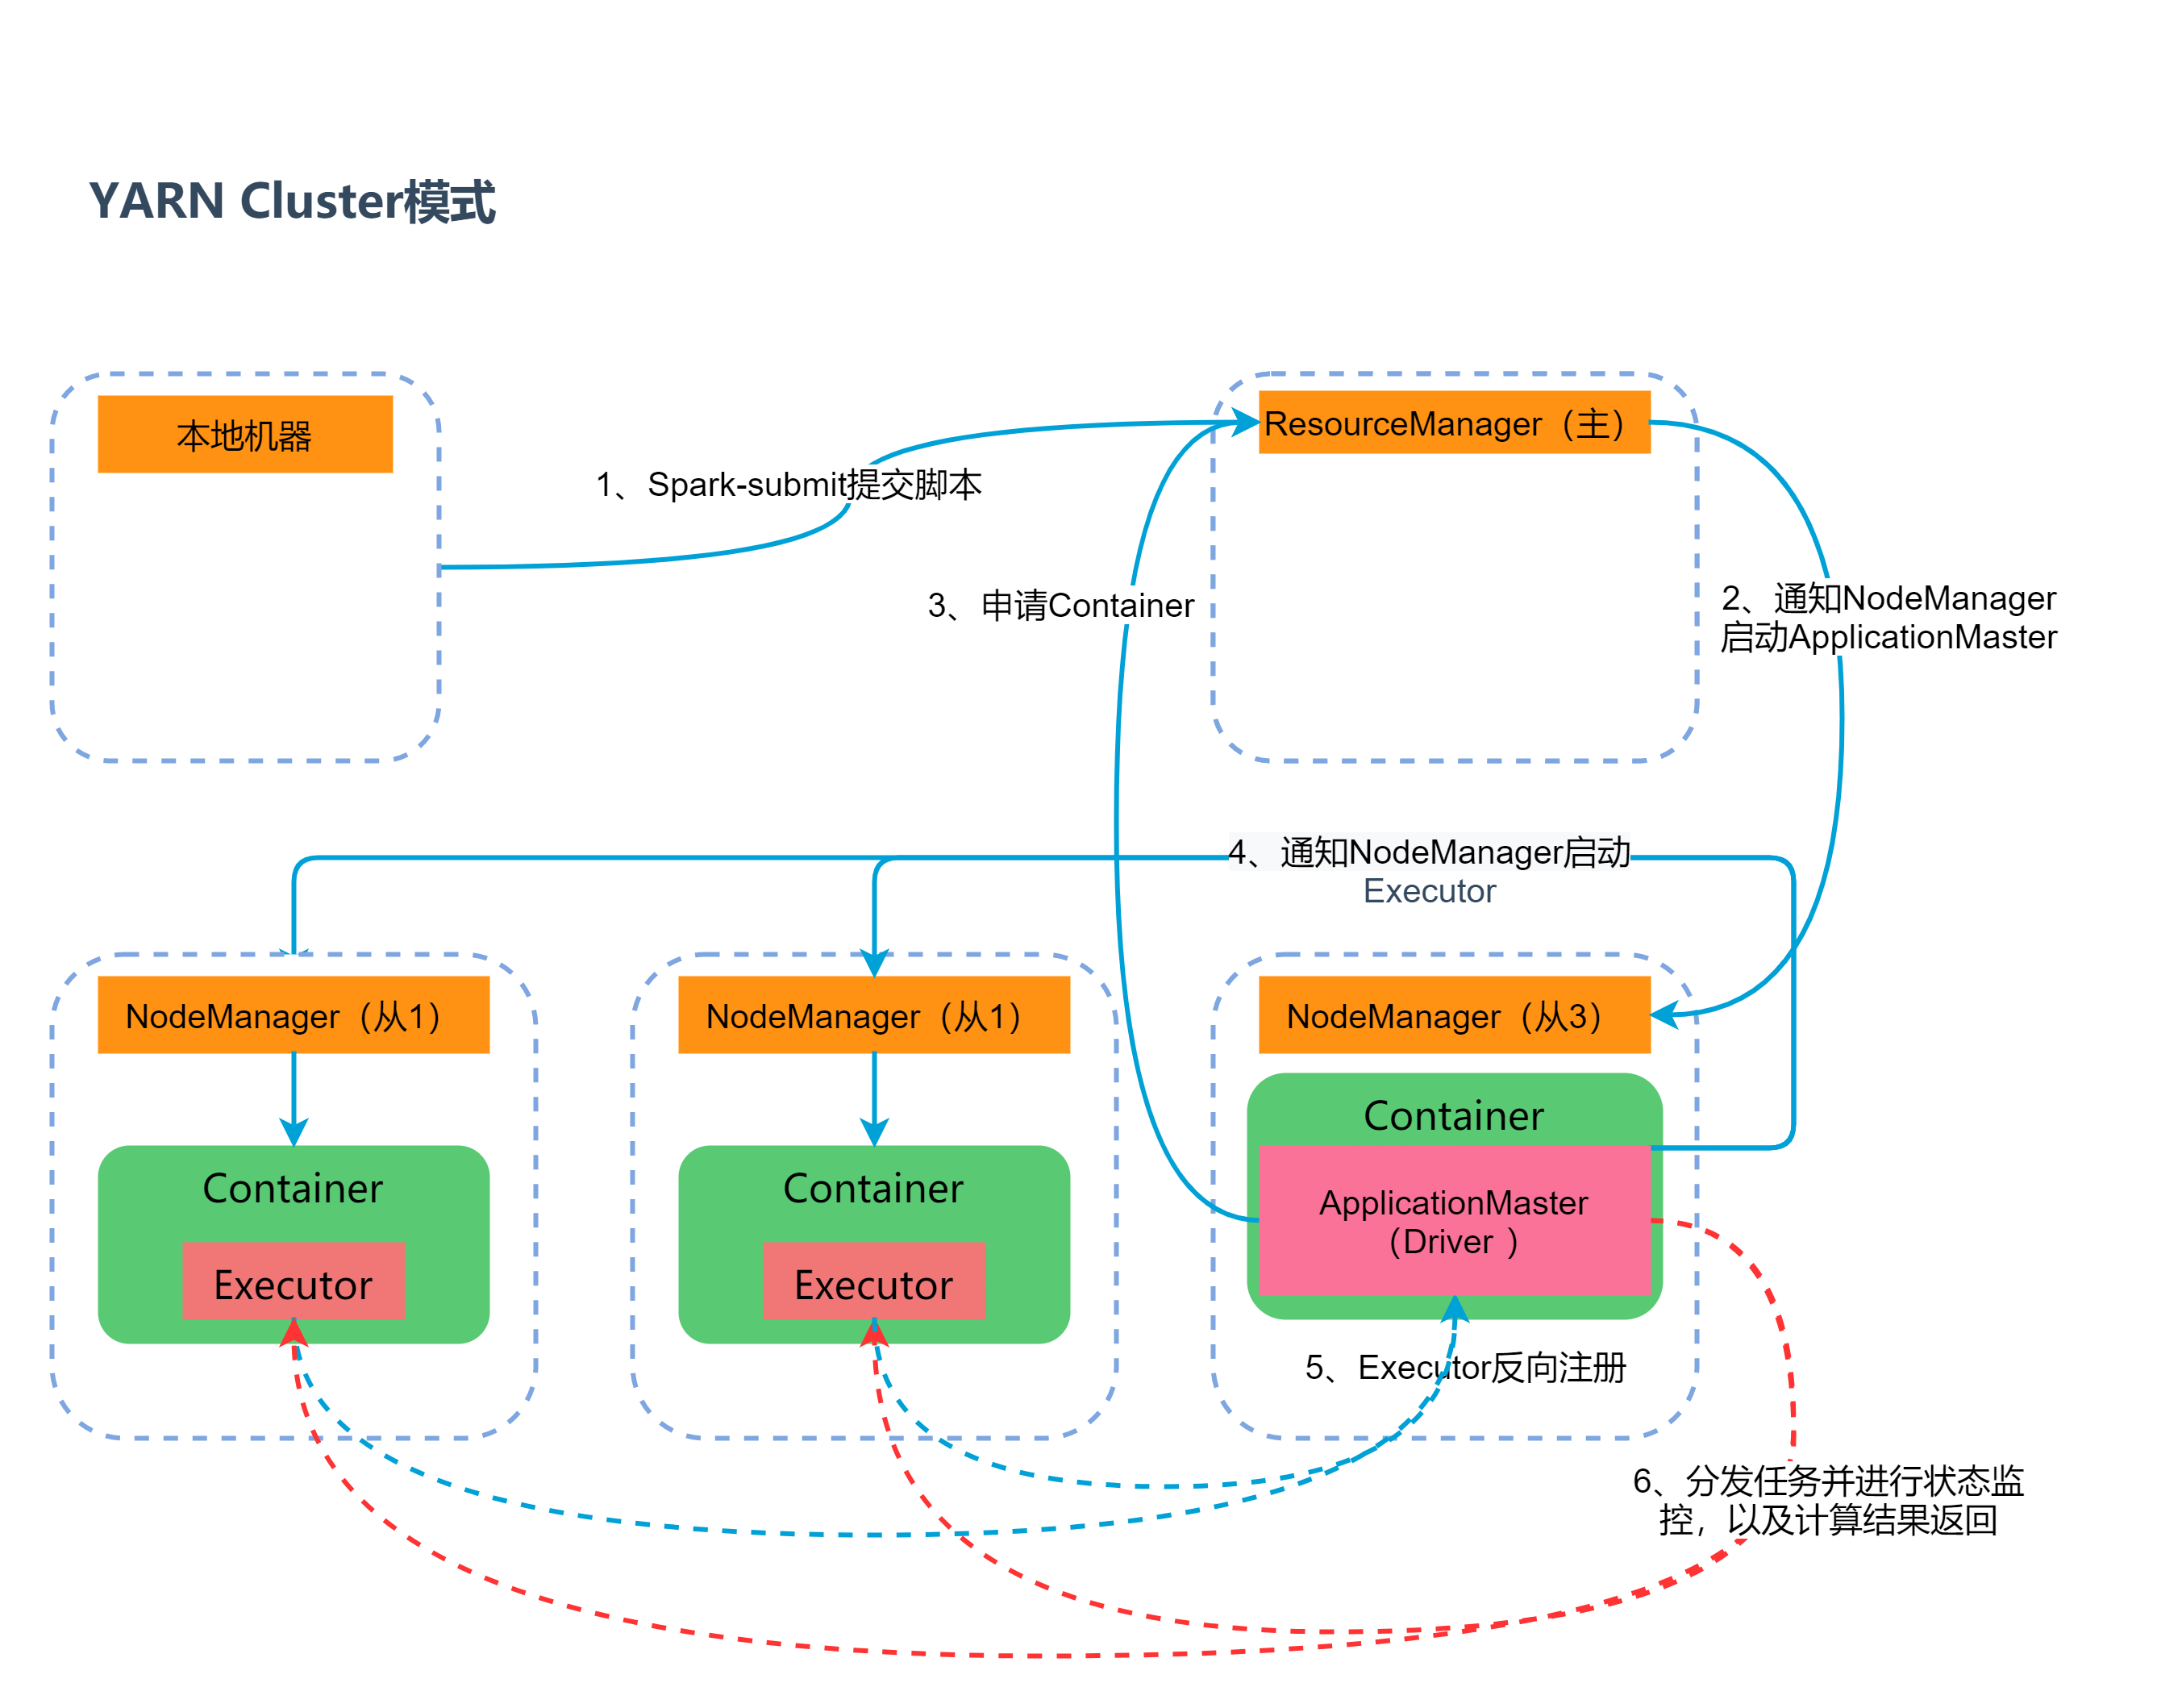 YARN Cluster模式
本地机器
ResourceManager（主）
1、Spark-submit提交脚本
3、申请Container
2、通知NodeManager
启动ApplicationMaster
4、通知NodeManager启动
Executor
NodeManager（从1）
NodeManager（从1）
NodeManager（从3）
Container
Container
Container
Executor
Executor
ApplicationMaster
（Driver ）
5、Executor反向注册
6、分发任务并进行状态监
控，以及计算结果返回